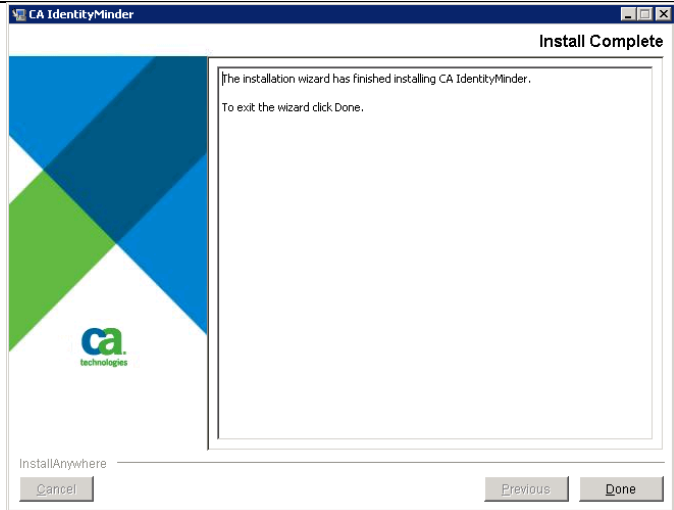 CA IdentityMinder
Install Complete
The installation wizard has finished installing CA IdentityMinder.
To exit the wizard click Done.
ca.
technologies
InstallAnywhere
Cancel
Previous
Done